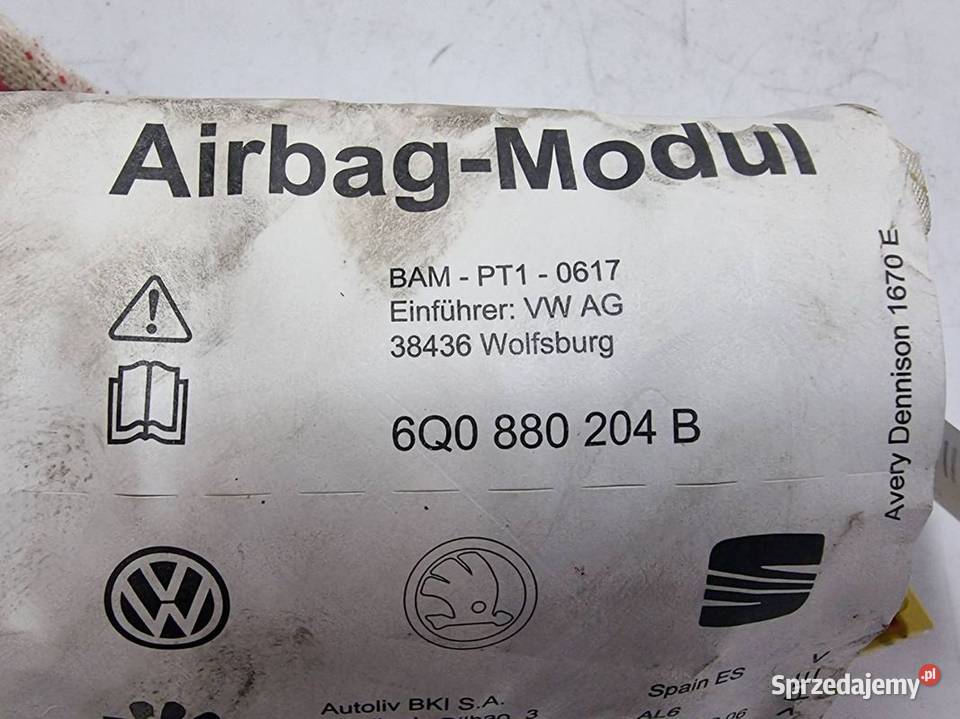 Airbag-Modul
BAM - PT1 - 0617
Einführer: VW AG
38436 Wolfsburg
6Q0 880 204 B
Avery Dennison 1670 E
Autoliv BKI S.A.
Spain ES
AL6
Sprzedajemy.pl